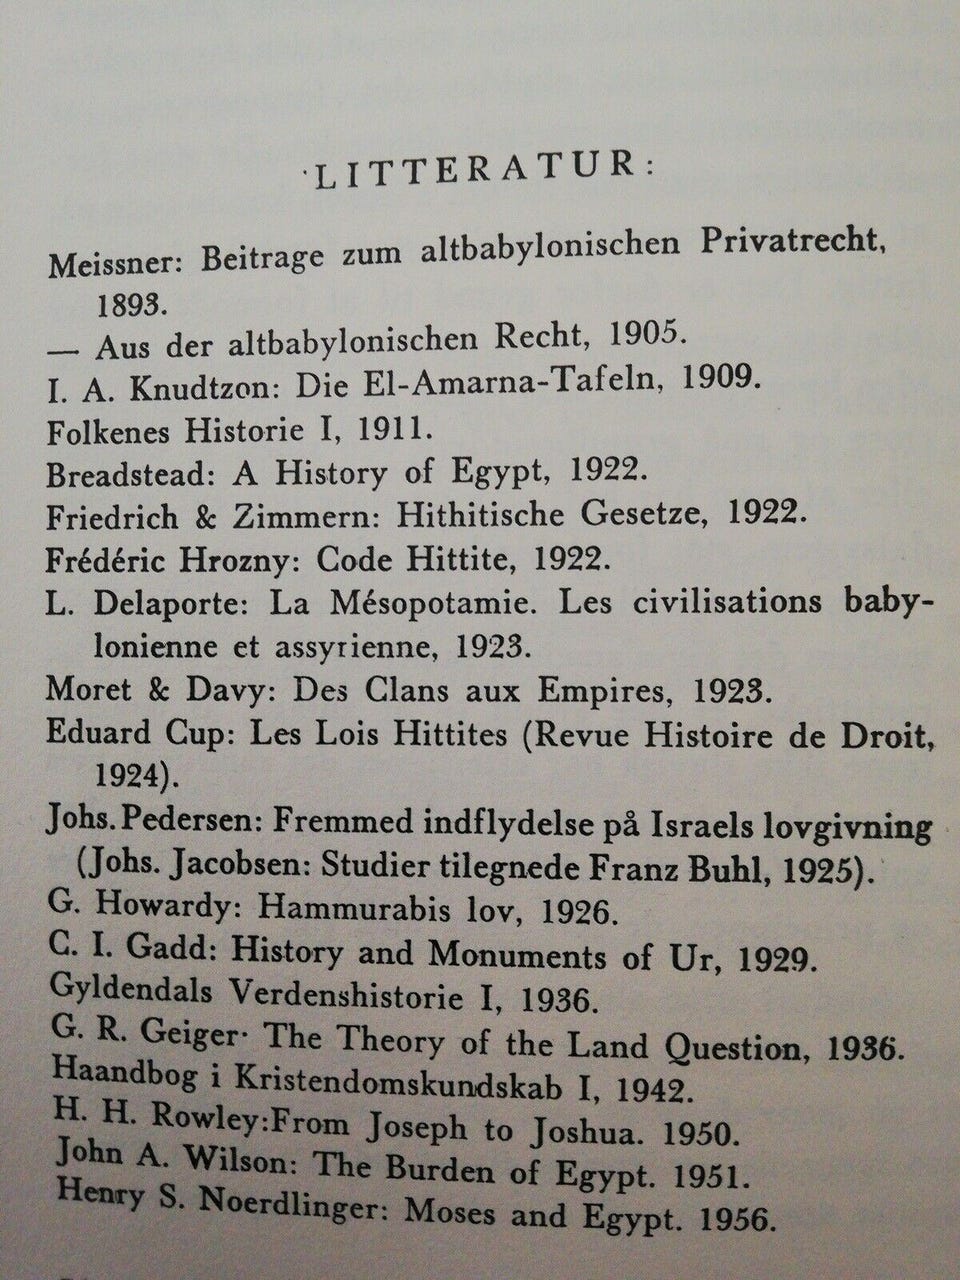 LITTERATUR:
Meissner: Beitrage zum altbabylonischen Privatrecht,
1893.
— Aus der altbabylonischen Recht, 1905.
I. A. Knudtzon: Die El-Amarna-Tafeln, 1909.
Folkenes Historie I, 1911.
Breadstead: A History of Egypt, 1922.
Friedrich & Zimmern: Hithitische Gesetze, 1922.
Frédéric Hrozny: Code Hittite, 1922.
L. Delaporte: La Mésopotamie. Les civilisations baby-
lonienne et assyrienne, 1923.
Moret & Davy: Des Clans aux Empires, 1923.
Eduard Cup: Les Lois Hittites (Revue Histoire de Droit,
1924).
Johs. Pedersen: Fremmed indflydelse på Israels lovgivning
(Johs. Jacobsen: Studier tilegnede Franz Buhl, 1925).
G. Howardy: Hammurabis lov, 1926.
C. I. Gadd: History and Monuments of Ur, 1929.
Gyldendals Verdenshistorie I, 1936.
G. R. Geiger· The Theory of the Land Question, 1936.
Haandbog i Kristendomskundskab I, 1942.
H. H. Rowley:From Joseph to Joshua. 1950.
John A. Wilson: The Burden of Egypt. 1951.
Henry S. Noerdlinger: Moses and Egypt. 1956.